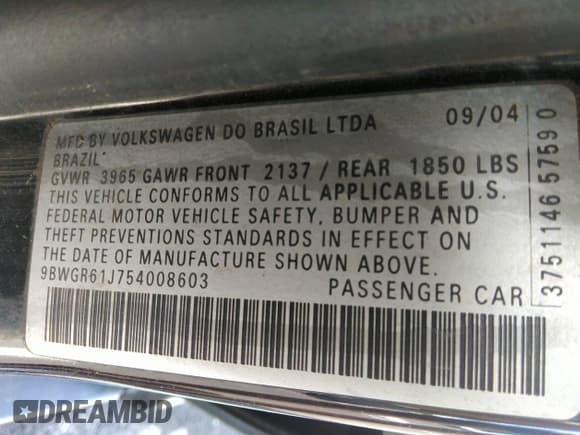 MFD BY VOLKSWAGEN DO BRASIL LTDA 09/04
BRAZIL
GVWR 3965 GAWR FRONT 2137 / REAR 1850 LBS
THIS VEHICLE CONFORMS TO ALL APPLICABLE U.S.
FEDERAL MOTOR VEHICLE SAFETY, BUMPER AND
THEFT PREVENTIONS STANDARDS IN EFFECT ON
THE DATE OF MANUFACTURE SHOWN ABOVE.
9BWGR61J754008603 PASSENGER CAR
3751146 5759 0
DREAMBID